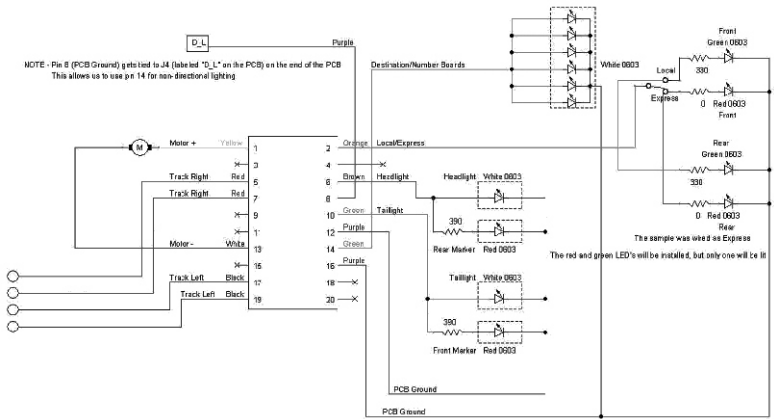 D_L
Purple
NOTE - Pin 8 (PCB Ground) gets tied to J4 (labeled "D_L" on the PCB) on the end of the PCB
This allows us to use pin 14 for non-directional lighting
Destination/Number Boards
White 0603
Front
Green 0603
Local
330
Express
0 Red 0603
Front
Motor + Yellow 1 2 Orange Local/Express
M
3 4
Track Right Red 5 6 Brown Headlight
Track Right Red 7 8
9 10 Green Taillight
11 12 Purple
Motor - White 13 14 Green
15 16 Purple
Track Left Black 17 18
Track Left Black 19 20
Headlight White 0603
390
Rear Marker Red 0603
Taillight White 0603
390
Front Marker Red 0603
Rear
Green 0603
330
0 Red 0603
Rear
The sample was wired as Express
The red and green LED's will be installed, but only one will be lit
PCB Ground
PCB Ground